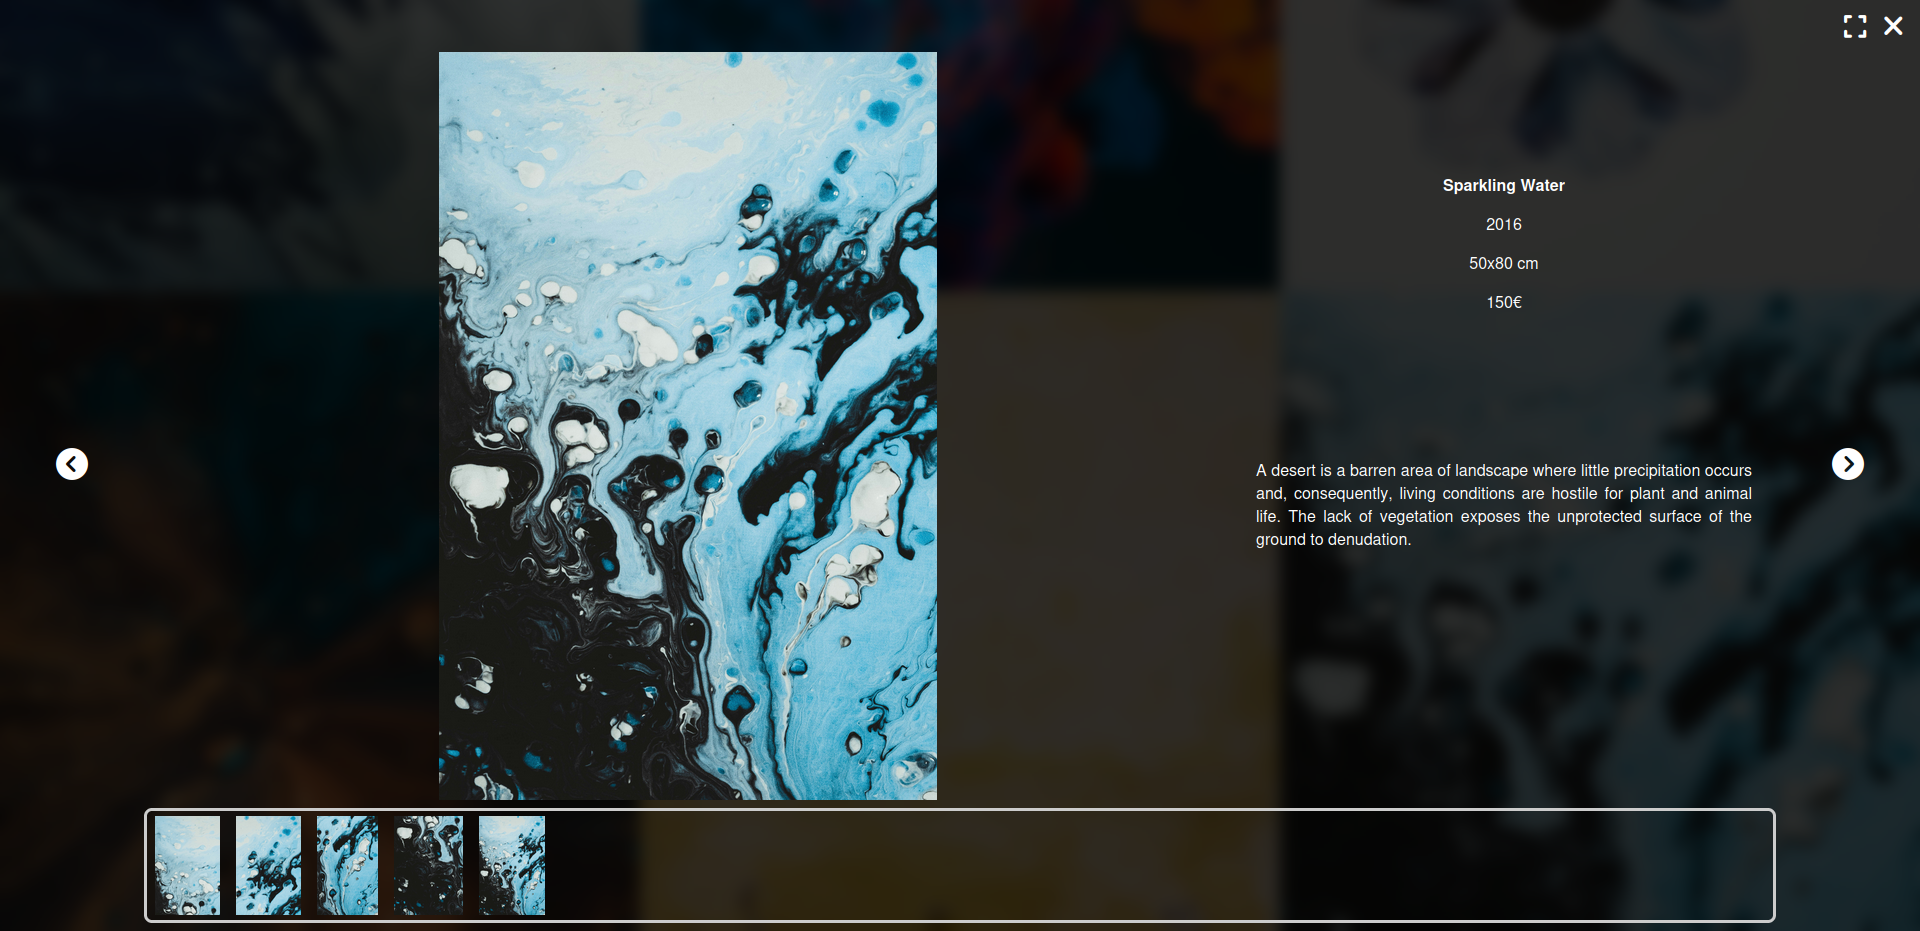 Sparkling Water
2016
50x80 cm
150€
A desert is a barren area of landscape where little precipitation occurs
and, consequently, living conditions are hostile for plant and animal
life. The lack of vegetation exposes the unprotected surface of the
ground to denudation.